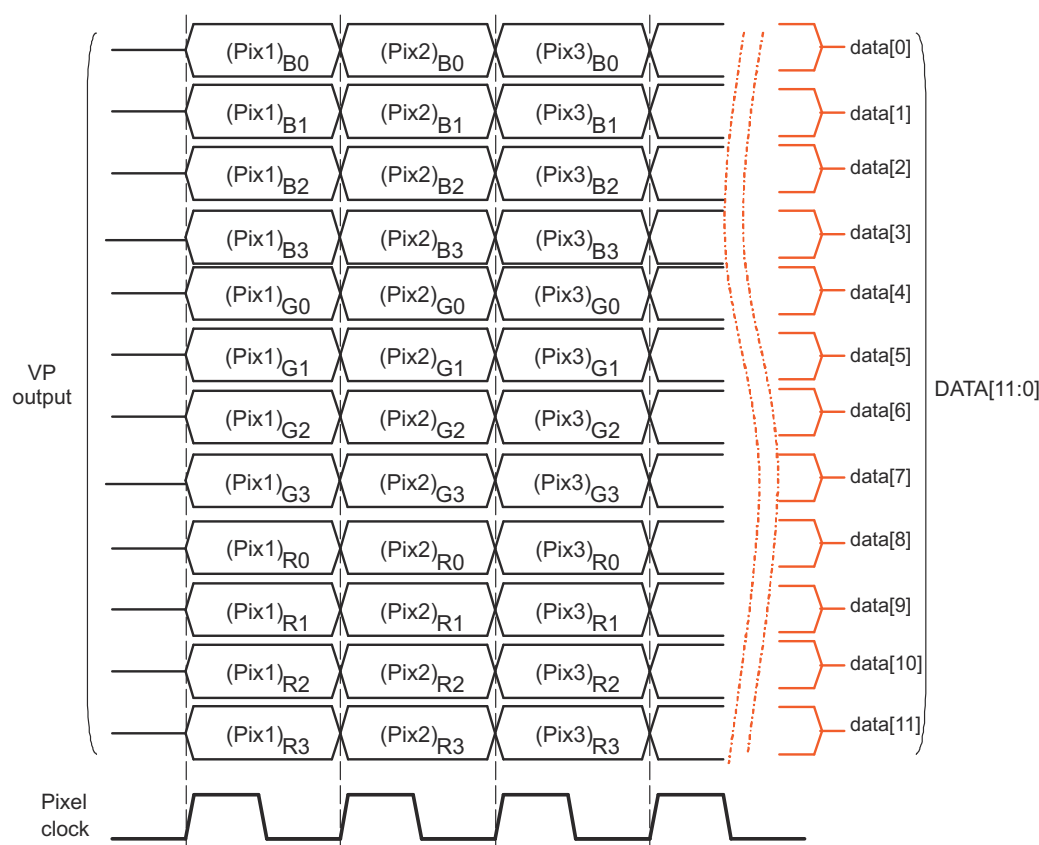 (Pix1)B0 (Pix2)B0 (Pix3)B0 data[0]
(Pix1)B1 (Pix2)B1 (Pix3)B1 data[1]
(Pix1)B2 (Pix2)B2 (Pix3)B2 data[2]
(Pix1)B3 (Pix2)B3 (Pix3)B3 data[3]
(Pix1)G0 (Pix2)G0 (Pix3)G0 data[4]
(Pix1)G1 (Pix2)G1 (Pix3)G1 data[5]
VP
output
DATA[11:0]
(Pix1)G2 (Pix2)G2 (Pix3)G2 data[6]
(Pix1)G3 (Pix2)G3 (Pix3)G3 data[7]
(Pix1)R0 (Pix2)R0 (Pix3)R0 data[8]
(Pix1)R1 (Pix2)R1 (Pix3)R1 data[9]
(Pix1)R2 (Pix2)R2 (Pix3)R2 data[10]
(Pix1)R3 (Pix2)R3 (Pix3)R3 data[11]
Pixel
clock